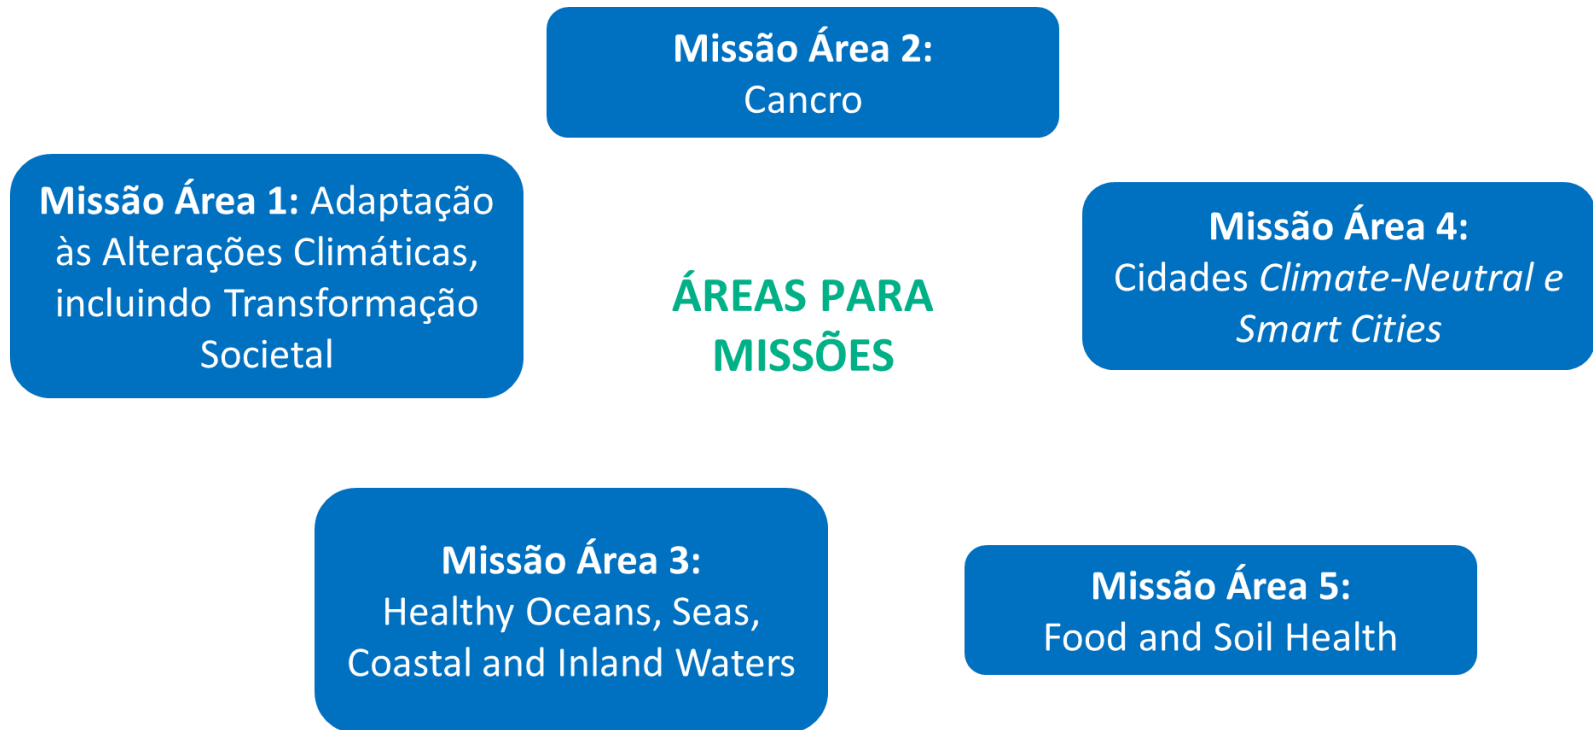 Missão Área 2:
Cancro
Missão Área 1: Adaptação
às Alterações Climáticas,
incluindo Transformação
Societal
ÁREAS PARA
MISSÕES
Missão Área 4:
Cidades Climate-Neutral e
Smart Cities
Missão Área 3:
Healthy Oceans, Seas,
Coastal and Inland Waters
Missão Área 5:
Food and Soil Health